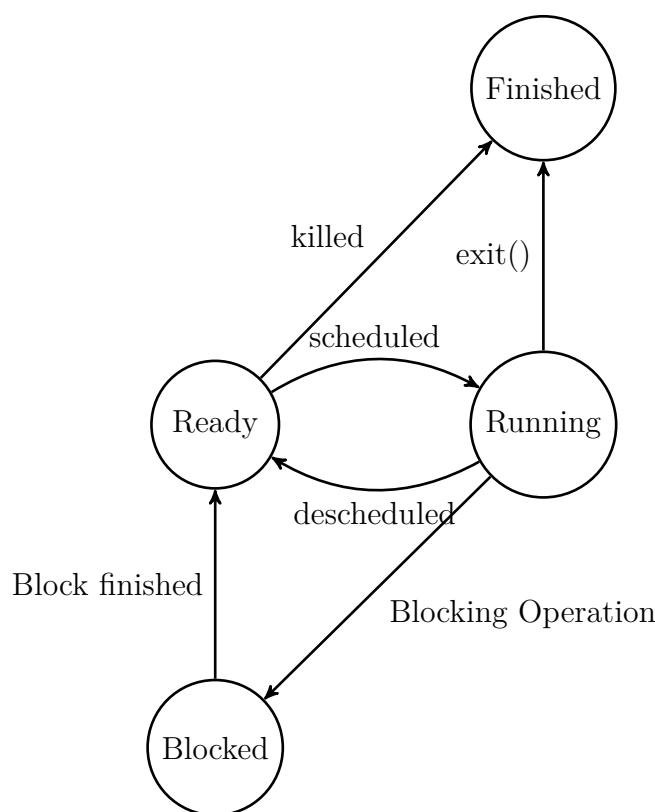 Finished
killed
exit()
scheduled
Ready
Running
descheduled
Block finished
Blocking Operation
Blocked